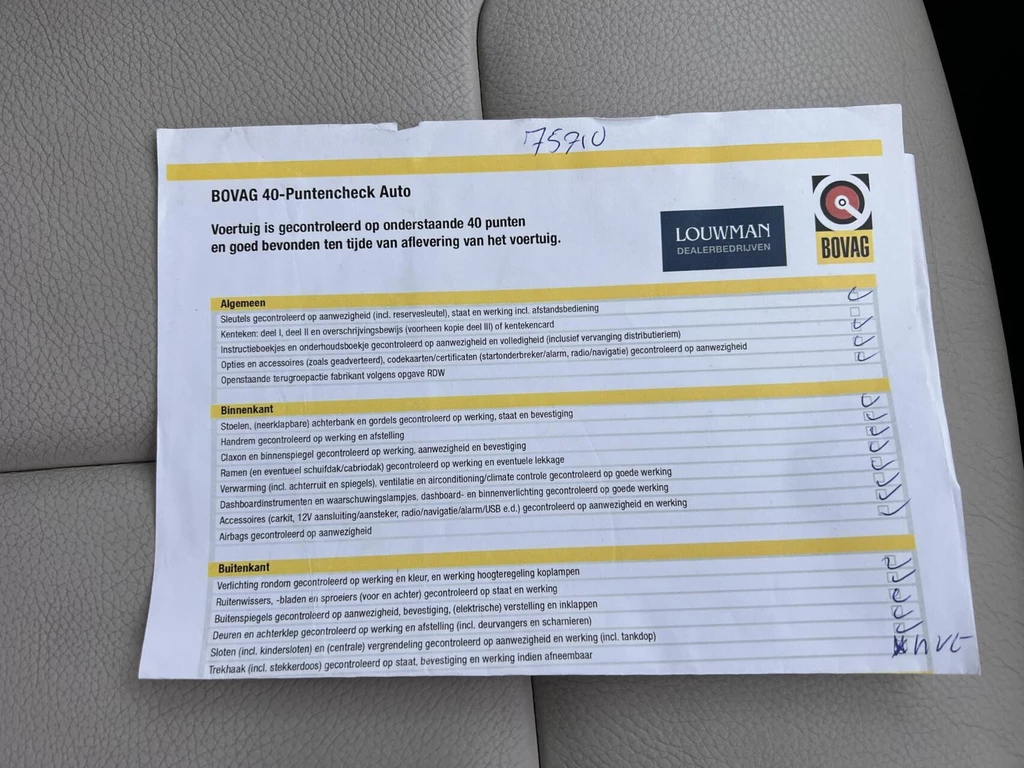 75710
BOVAG 40-Puntencheck Auto
Voertuig is gecontroleerd op onderstaande 40 punten
en goed bevonden ten tijde van aflevering van het voertuig.
LOUWMAN
DEALERBEDRIJVEN
BOVAG
Algemeen
Sleutels gecontroleerd op aanwezigheid (incl. reservesleutel), staat en werking incl. afstandsbediening
Kenteken: deel I, deel II en overschrijvingsbewijs (voorheen kopie deel III) of kentekencard
Instructieboekjes en onderhoudsboekje gecontroleerd op aanwezigheid en volledigheid (inclusief vervanging distributieriem)
Opties en accessoires (zoals geadverteerd), codekaarten/certificaten (startonderbreker/alarm, radio/navigatie) gecontroleerd op aanwezigheid
Openstaande terugroepactie fabrikant volgens opgave RDW
Binnenkant
Stoelen, (neerklapbare) achterbank en gordels gecontroleerd op werking, staat en bevestiging
Handrem gecontroleerd op werking en afstelling
Claxon en binnenspiegel gecontroleerd op werking, aanwezigheid en bevestiging
Ramen (en eventueel schuifdak/cabriodak) gecontroleerd op werking en eventuele lekkage
Verwarming (incl. achterruit en spiegels), ventilatie en airconditioning/climate controle gecontroleerd op goede werking
Dashboardinstrumenten en waarschuwingslampjes, dashboard- en binnenverlichting gecontroleerd op goede werking
Accessoires (carkit, 12V aansluiting/aansteker, radio/navigatie/alarm/USB e.d.) gecontroleerd op aanwezigheid en werking
Airbags gecontroleerd op aanwezigheid
Buitenkant
Verlichting rondom gecontroleerd op werking en kleur, en werking hoogteregeling koplampen
Ruitenwissers, -bladen en sproeiers (voor en achter) gecontroleerd op staat en werking
Buitenspiegels gecontroleerd op aanwezigheid, bevestiging, (elektrische) verstelling en inklappen
Deuren en achterklep gecontroleerd op werking en afstelling (incl. deurvangers en scharnieren)
Sloten (incl. kindersloten) en (centrale) vergrendeling gecontroleerd op aanwezigheid en werking (incl. tankdop)
Trekhaak (incl. stekkerdoos) gecontroleerd op staat, bevestiging en werking indien afneembaar
nvt